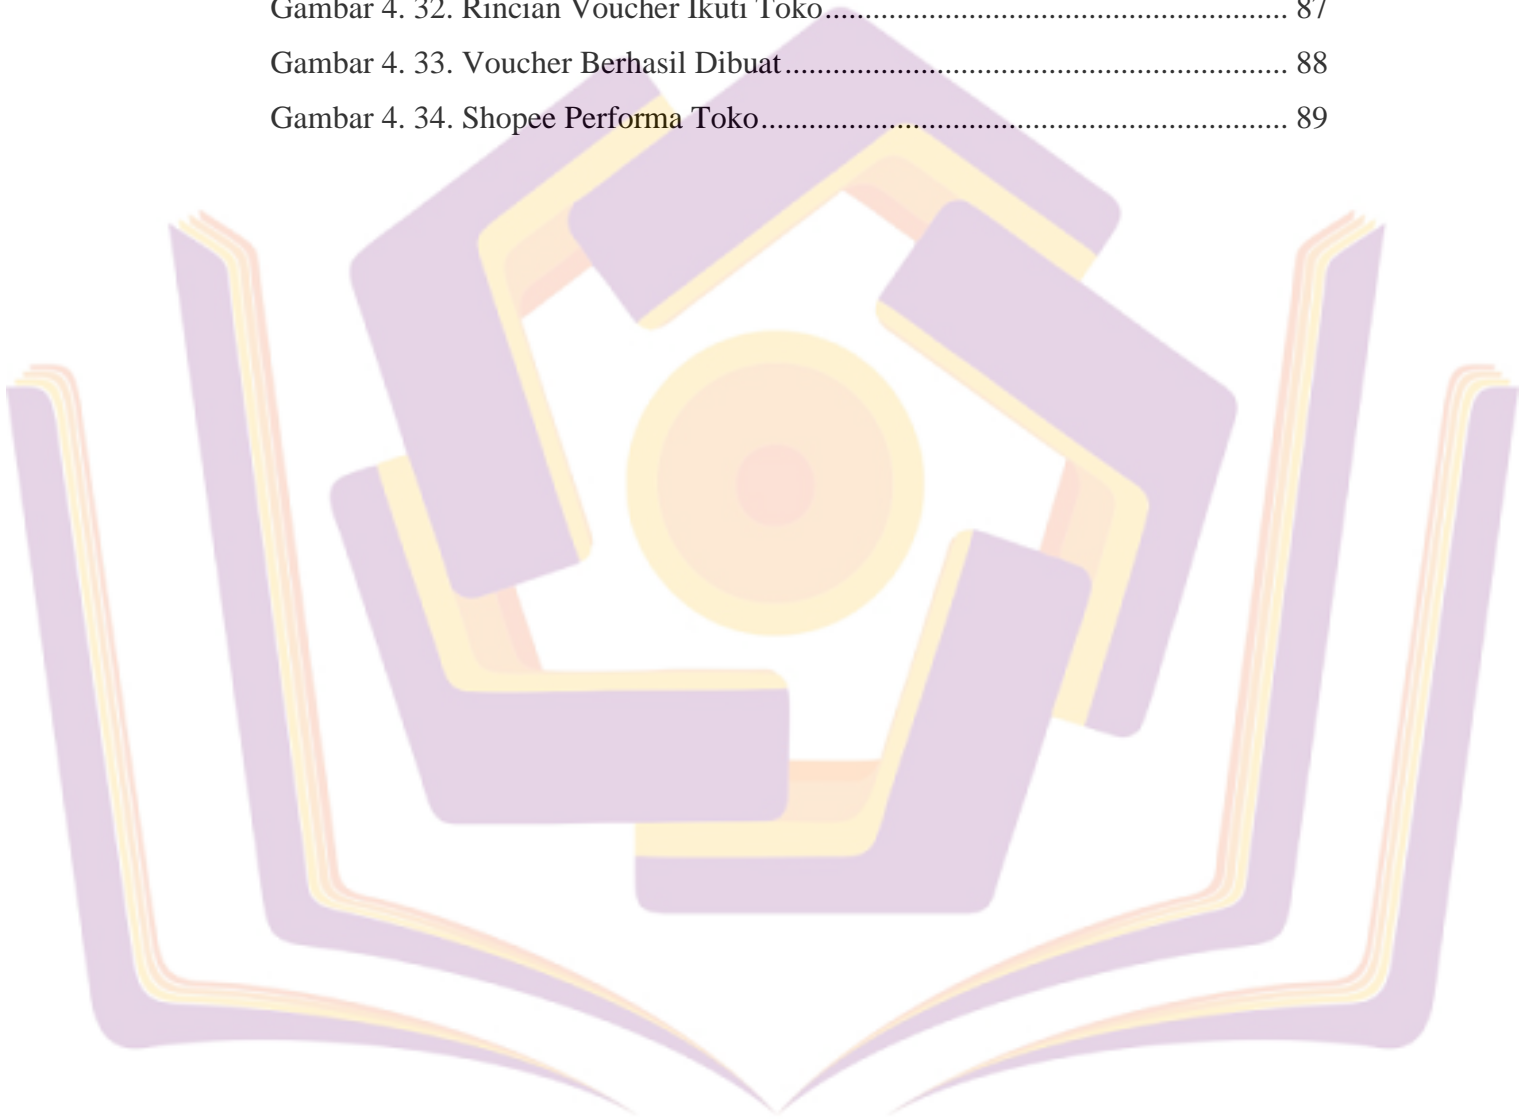 Gambar 4. 32. Rincian Voucher Ikuti Toko........................................................... 87
Gambar 4. 33. Voucher Berhasil Dibuat................................................................ 88
Gambar 4. 34. Shopee Performa Toko................................................................... 89